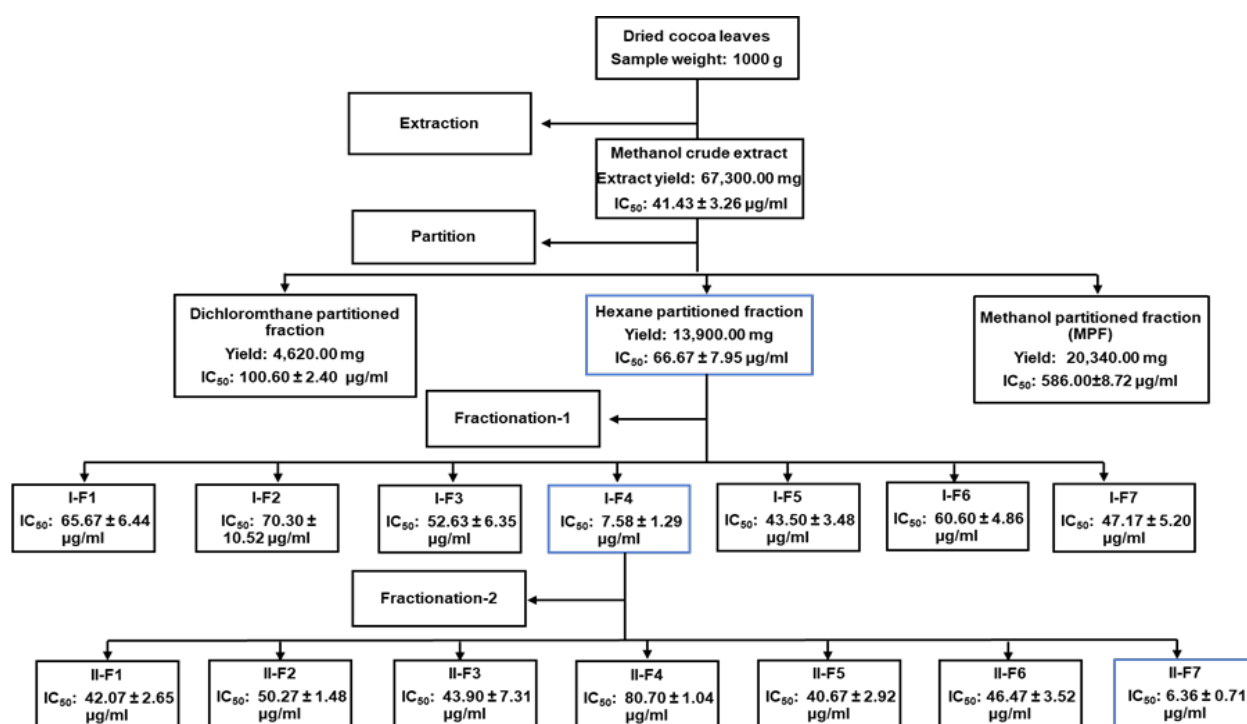 Dried cocoa leaves
Sample weight: 1000 g
Extraction
Methanol crude extract
Extract yield: 67,300.00 mg
IC₅₀: 41.43 ± 3.26 µg/ml
Partition
Dichloromthane partitioned
fraction
Yield: 4,620.00 mg
IC₅₀: 100.60 ± 2.40 µg/ml
Hexane partitioned fraction
Yield: 13,900.00 mg
IC₅₀: 66.67 ± 7.95 µg/ml
Methanol partitioned fraction
(MPF)
Yield: 20,340.00 mg
IC₅₀: 586.00±8.72 µg/ml
Fractionation-1
I-F1
IC₅₀: 65.67 ± 6.44
µg/ml
I-F2
IC₅₀: 70.30 ±
10.52 µg/ml
I-F3
IC₅₀: 52.63 ± 6.35
µg/ml
I-F4
IC₅₀: 7.58 ± 1.29
µg/ml
I-F5
IC₅₀: 43.50 ± 3.48
µg/ml
I-F6
IC₅₀: 60.60 ± 4.86
µg/ml
I-F7
IC₅₀: 47.17 ± 5.20
µg/ml
Fractionation-2
II-F1
IC₅₀: 42.07 ± 2.65
µg/ml
II-F2
IC₅₀: 50.27 ± 1.48
µg/ml
II-F3
IC₅₀: 43.90 ± 7.31
µg/ml
II-F4
IC₅₀: 80.70 ± 1.04
µg/ml
II-F5
IC₅₀: 40.67 ± 2.92
µg/ml
II-F6
IC₅₀: 46.47 ± 3.52
µg/ml
II-F7
IC₅₀: 6.36 ± 0.71
µg/ml